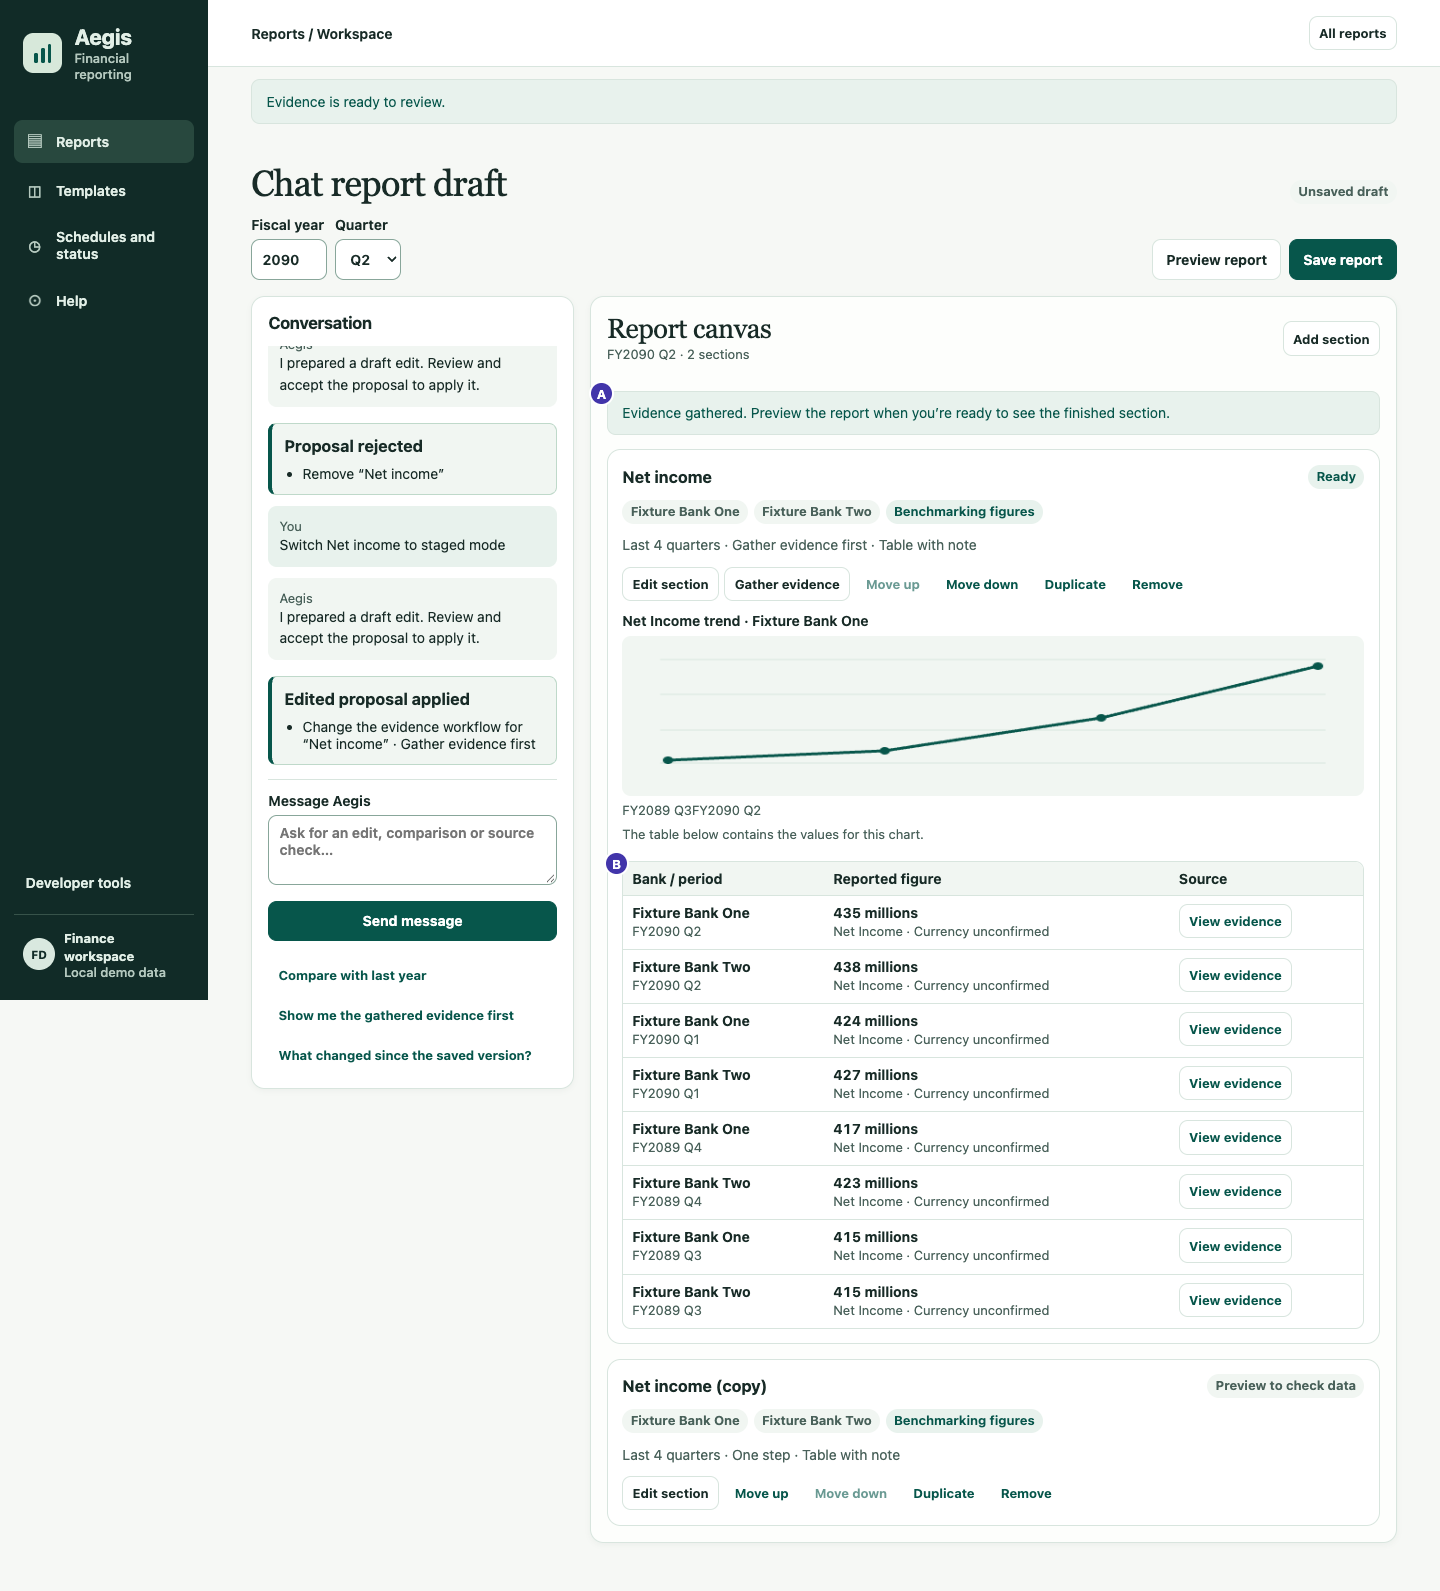 Aegis
Financial
reporting
Reports
Templates
Schedules and
status
Help
Developer tools
FD
Finance
workspace
Local demo data
Reports / Workspace
All reports
Evidence is ready to review.
Chat report draft
Unsaved draft
Fiscal year
Quarter
2090
Q2
Preview report
Save report
Conversation
Aegis
I prepared a draft edit. Review and
accept the proposal to apply it.
Proposal rejected
• Remove “Net income”
You
Switch Net income to staged mode
Aegis
I prepared a draft edit. Review and
accept the proposal to apply it.
Edited proposal applied
• Change the evidence workflow for
“Net income” · Gather evidence first
Message Aegis
Ask for an edit, comparison or source
check...
Send message
Compare with last year
Show me the gathered evidence first
What changed since the saved version?
Report canvas
FY2090 Q2 · 2 sections
Add section
A
Evidence gathered. Preview the report when you’re ready to see the finished section.
Net income
Ready
Fixture Bank One
Fixture Bank Two
Benchmarking figures
Last 4 quarters · Gather evidence first · Table with note
Edit section
Gather evidence
Move up
Move down
Duplicate
Remove
Net Income trend · Fixture Bank One
FY2089 Q3FY2090 Q2
The table below contains the values for this chart.
B
Bank / period
Reported figure
Source
Fixture Bank One
FY2090 Q2
435 millions
Net Income · Currency unconfirmed
View evidence
Fixture Bank Two
FY2090 Q2
438 millions
Net Income · Currency unconfirmed
View evidence
Fixture Bank One
FY2090 Q1
424 millions
Net Income · Currency unconfirmed
View evidence
Fixture Bank Two
FY2090 Q1
427 millions
Net Income · Currency unconfirmed
View evidence
Fixture Bank One
FY2089 Q4
417 millions
Net Income · Currency unconfirmed
View evidence
Fixture Bank Two
FY2089 Q4
423 millions
Net Income · Currency unconfirmed
View evidence
Fixture Bank One
FY2089 Q3
415 millions
Net Income · Currency unconfirmed
View evidence
Fixture Bank Two
FY2089 Q3
415 millions
Net Income · Currency unconfirmed
View evidence
Net income (copy)
Preview to check data
Fixture Bank One
Fixture Bank Two
Benchmarking figures
Last 4 quarters · One step · Table with note
Edit section
Move up
Move down
Duplicate
Remove